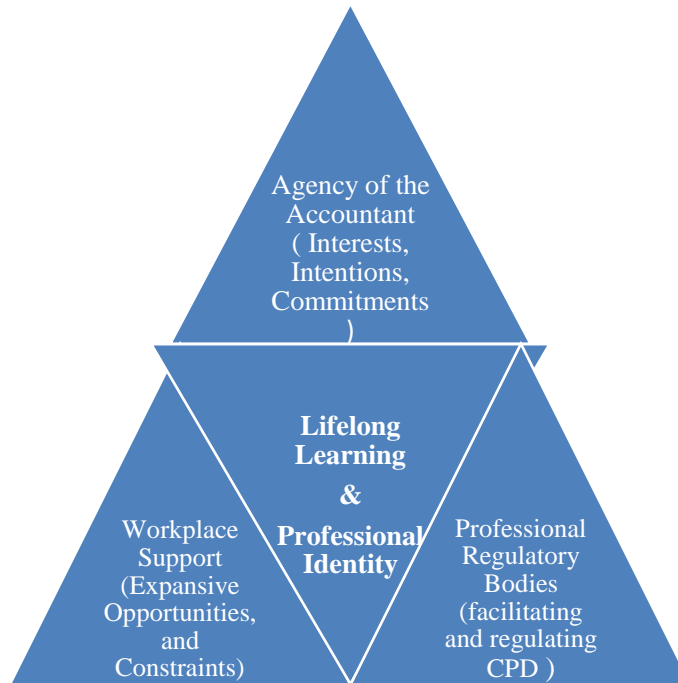 Agency of the
Accountant
( Interests,
Intentions,
Commitments
)
Lifelong
Learning
&
Professional
Identity
Workplace
Support
(Expansive
Opportunities,
and
Constraints)
Professional
Regulatory
Bodies
(facilitating
and regulating
CPD )